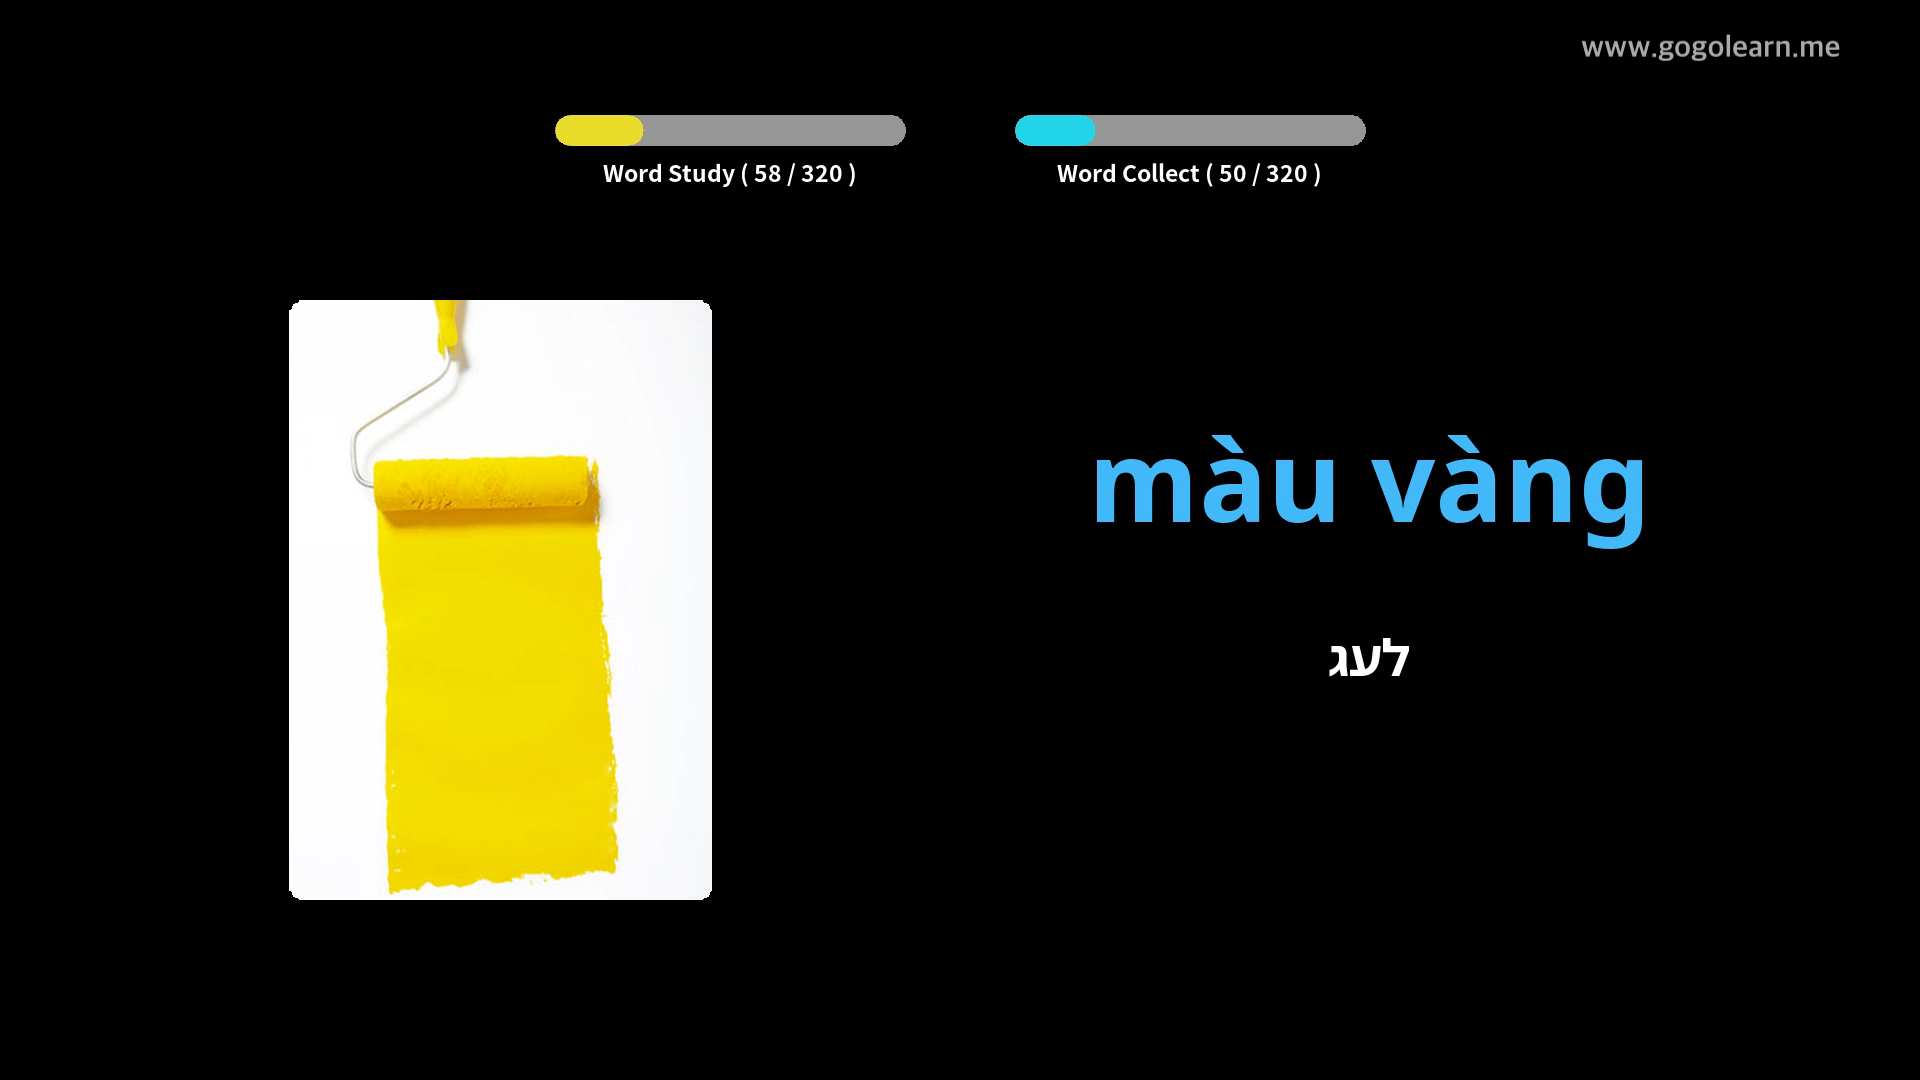 www.gogolearn.me
Word Study ( 58 / 320 )
Word Collect ( 50 / 320 )
màu vàng
לעג